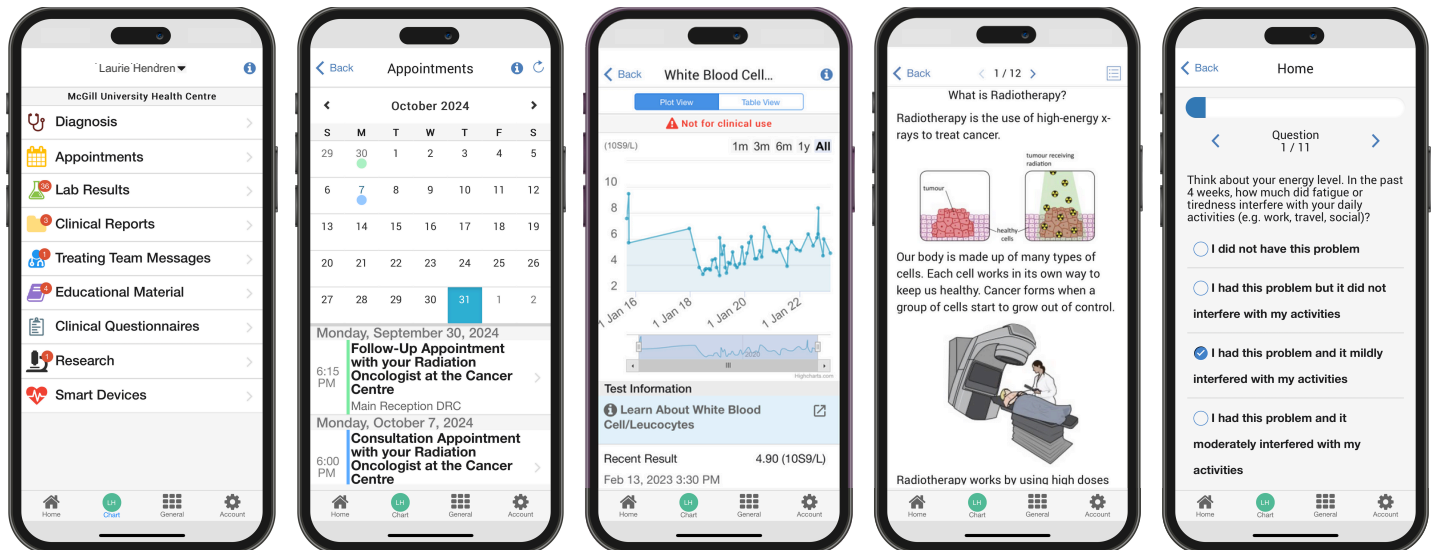 Laurie Hendren
McGill University Health Centre
Diagnosis
Appointments
36
Lab Results
3
Clinical Reports
1
Treating Team Messages
4
Educational Material
Clinical Questionnaires
1
Research
Smart Devices
Home
LH
Chart
General
Account
Back
Appointments
October 2024
S M T W T F S
29 30 1 2 3 4 5
6 7 8 9 10 11 12
13 14 15 16 17 18 19
20 21 22 23 24 25 26
27 28 29 30 31 1 2
Monday, September 30, 2024
6:15 PM
Follow-Up Appointment
with your Radiation
Oncologist at the Cancer
Centre
Main Reception DRC
Monday, October 7, 2024
6:00 PM
Consultation Appointment
with your Radiation
Oncologist at the Cancer
Centre
Home
LH
Chart
General
Account
Back
White Blood Cell...
Plot View
Table View
Not for clinical use
(10S9/L)
1m 3m 6m 1y All
10
8
6
4
2
1 Jan 16
1 Jan 18
1 Jan 20
1 Jan 22
2020
Highcharts.com
Test Information
Learn About White Blood
Cell/Leucocytes
Recent Result 4.90 (10S9/L)
Feb 13, 2023 3:30 PM
Home
LH
Chart
General
Account
Back
1 / 12
What is Radiotherapy?
Radiotherapy is the use of high-energy x-
rays to treat cancer.
tumour receiving
radiation
tumour
healthy
cells
Our body is made up of many types of
cells. Each cell works in its own way to
keep us healthy. Cancer forms when a
group of cells start to grow out of control.
Radiotherapy works by using high doses
Home
LH
Chart
General
Account
Back
Home
Question
1 / 11
Think about your energy level. In the past
4 weeks, how much did fatigue or
tiredness interfere with your daily
activities (e.g. work, travel, social)?
I did not have this problem
I had this problem but it did not
interfere with my activities
I had this problem and it mildly
interfered with my activities
I had this problem and it
moderately interfered with my
activities
Home
LH
Chart
General
Account